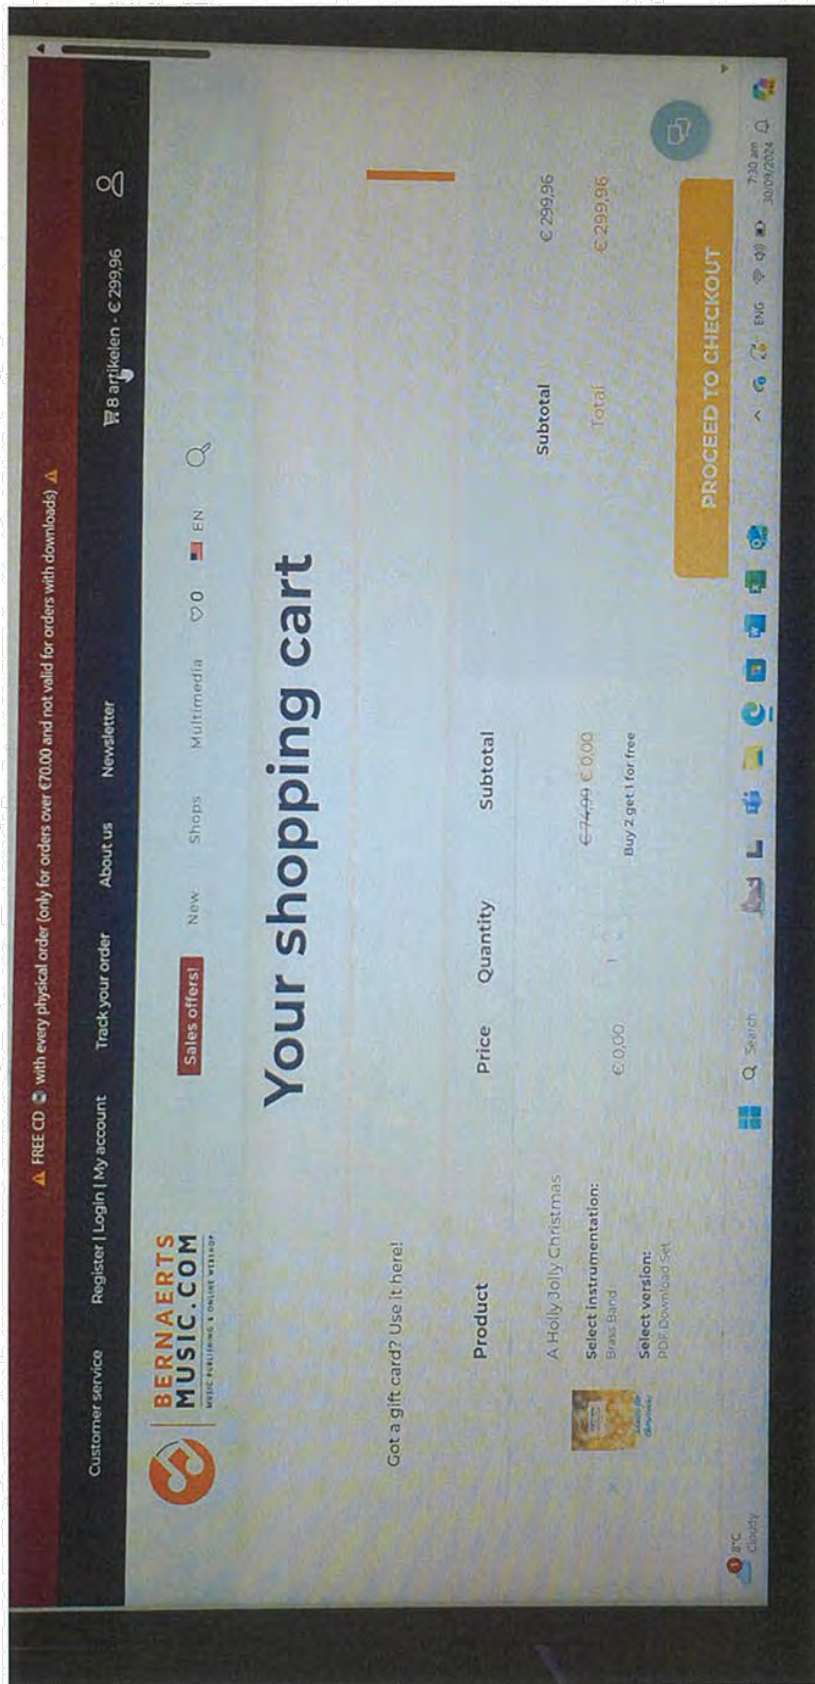 ⚠ FREE CD 💿 with every physical order (only for orders over €70.00 and not valid for orders with downloads) ⚠
Customer service Register | Login | My account Track your order About us Newsletter 8 artikelen - € 299,96
BERNAERTS
MUSIC.COM
MUSIC PUBLISHING & ONLINE WEBSHOP
Sales offers! New Shops Multimedia 0 EN
Your shopping cart
Got a gift card? Use it here!
Product Price Quantity Subtotal
A Holly Jolly Christmas
Select instrumentation:
Brass Band
Select version:
PDF Download Set
€ 0,00 1 € 74,99 € 0,00
Buy 2 get 1 for free
Subtotal € 299,96
Total € 299,96
PROCEED TO CHECKOUT
1
8°C
Cloudy
Search
ENG
7:30 am
30/09/2024